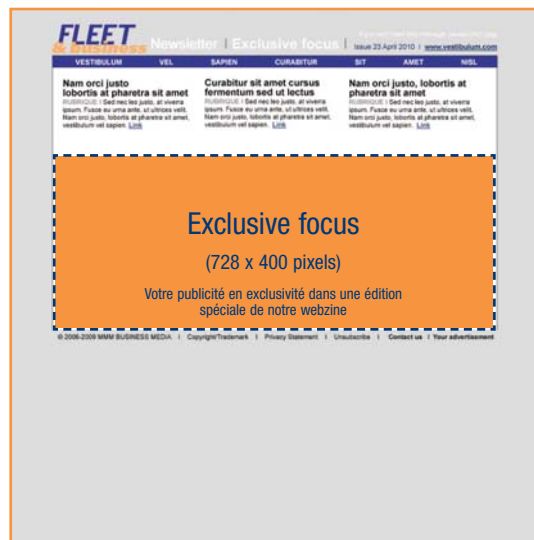 FLEET
& Business Newsletter | Exclusive focus | Issue 23 April 2010 | www.vestibulum.com
VESTIBULUM VEL SAPIEN CURABITUR SIT AMET NISL
Nam orci justo
lobortis at pharetra sit amet
RUBRIQUE | Sed nec leo justo, at viverra
ipsum. Fusce eu urna ante, ut ultrices velit.
Nam orci justo, lobortis at pharetra sit amet,
vestibulum vel sapien. Link
Curabitur sit amet cursus
fermentum sed ut lectus
RUBRIQUE | Sed nec leo justo, at viverra
ipsum. Fusce eu urna ante, ut ultrices velit.
Nam orci justo, lobortis at pharetra sit amet,
vestibulum vel sapien. Link
Nam orci justo, lobortis at
pharetra sit amet
RUBRIQUE | Sed nec leo justo, at viverra
ipsum. Fusce eu urna ante, ut ultrices velit.
Nam orci justo, lobortis at pharetra sit amet,
vestibulum vel sapien. Link
Exclusive focus
(728 x 400 pixels)
Votre publicité en exclusivité dans une édition
spéciale de notre webzine
© 2006-2009 MMM BUSINESS MEDIA | Copyright/Trademark | Privacy Statement | Unsubscribe | Contact us | Your advertisement